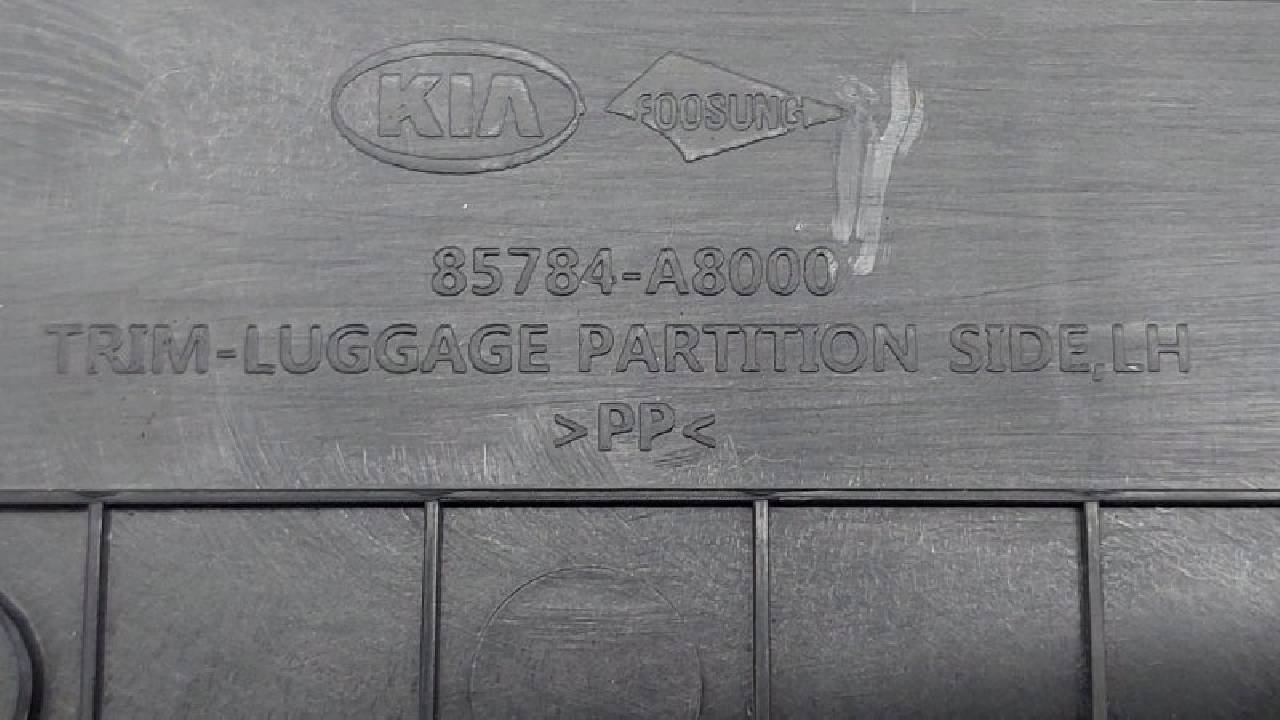 KIA FOOSUNG
85784-A8000
TRIM-LUGGAGE PARTITION SIDE,LH
>PP<